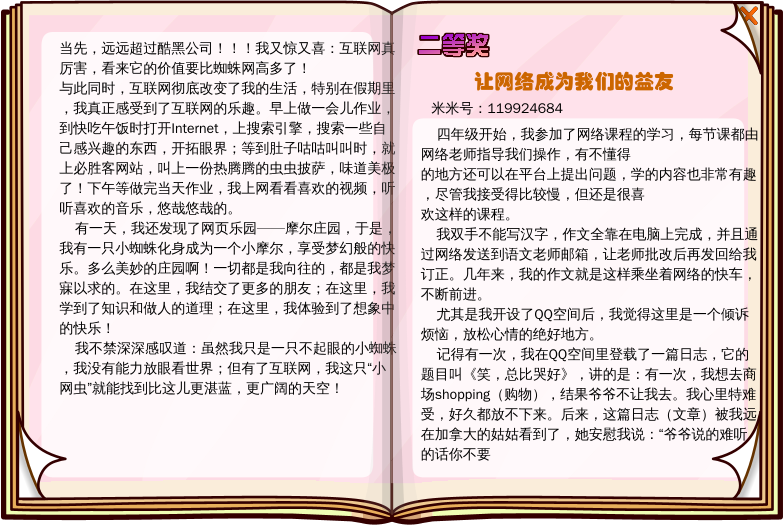 当先，远远超过酷黑公司！！！我又惊又喜：互联网真
厉害，看来它的价值要比蜘蛛网高多了！
与此同时，互联网彻底改变了我的生活，特别在假期里
，我真正感受到了互联网的乐趣。早上做一会儿作业，
到快吃午饭时打开Internet，上搜索引擎，搜索一些自
己感兴趣的东西，开拓眼界；等到肚子咕咕叫叫时，就
上必胜客网站，叫上一份热腾腾的虫虫披萨，味道美极
了！下午等做完当天作业，我上网看看喜欢的视频，听
听喜欢的音乐，悠哉悠哉的。
有一天，我还发现了网页乐园——摩尔庄园，于是，
我有一只小蜘蛛化身成为一个小摩尔，享受梦幻般的快
乐。多么美妙的庄园啊！一切都是我向往的，都是我梦
寐以求的。在这里，我结交了更多的朋友；在这里，我
学到了知识和做人的道理；在这里，我体验到了想象中
的快乐！
我不禁深深感叹道：虽然我只是一只不起眼的小蜘蛛
，我没有能力放眼看世界；但有了互联网，我这只“小
网虫”就能找到比这儿更湛蓝，更广阔的天空！
二等奖
让网络成为我们的益友
米米号：119924684
四年级开始，我参加了网络课程的学习，每节课都由
网络老师指导我们操作，有不懂得
的地方还可以在平台上提出问题，学的内容也非常有趣
，尽管我接受得比较慢，但还是很喜
欢这样的课程。
我双手不能写汉字，作文全靠在电脑上完成，并且通
过网络发送到语文老师邮箱，让老师批改后再发回给我
订正。几年来，我的作文就是这样乘坐着网络的快车，
不断前进。
尤其是我开设了QQ空间后，我觉得这里是一个倾诉
烦恼，放松心情的绝好地方。
记得有一次，我在QQ空间里登载了一篇日志，它的
题目叫《笑，总比哭好》，讲的是：有一次，我想去商
场shopping（购物），结果爷爷不让我去。我心里特难
受，好久都放不下来。后来，这篇日志（文章）被我远
在加拿大的姑姑看到了，她安慰我说：“爷爷说的难听
的话你不要